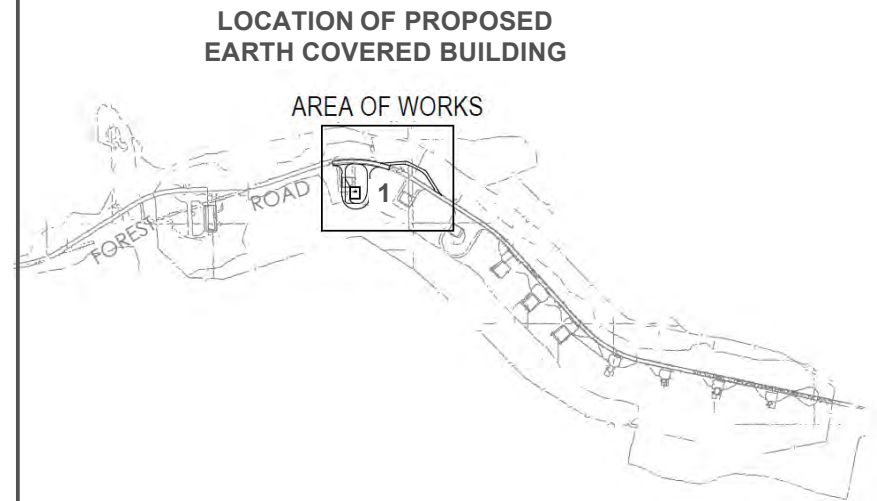 LOCATION OF PROPOSED
EARTH COVERED BUILDING
AREA OF WORKS
1
FOREST ROAD